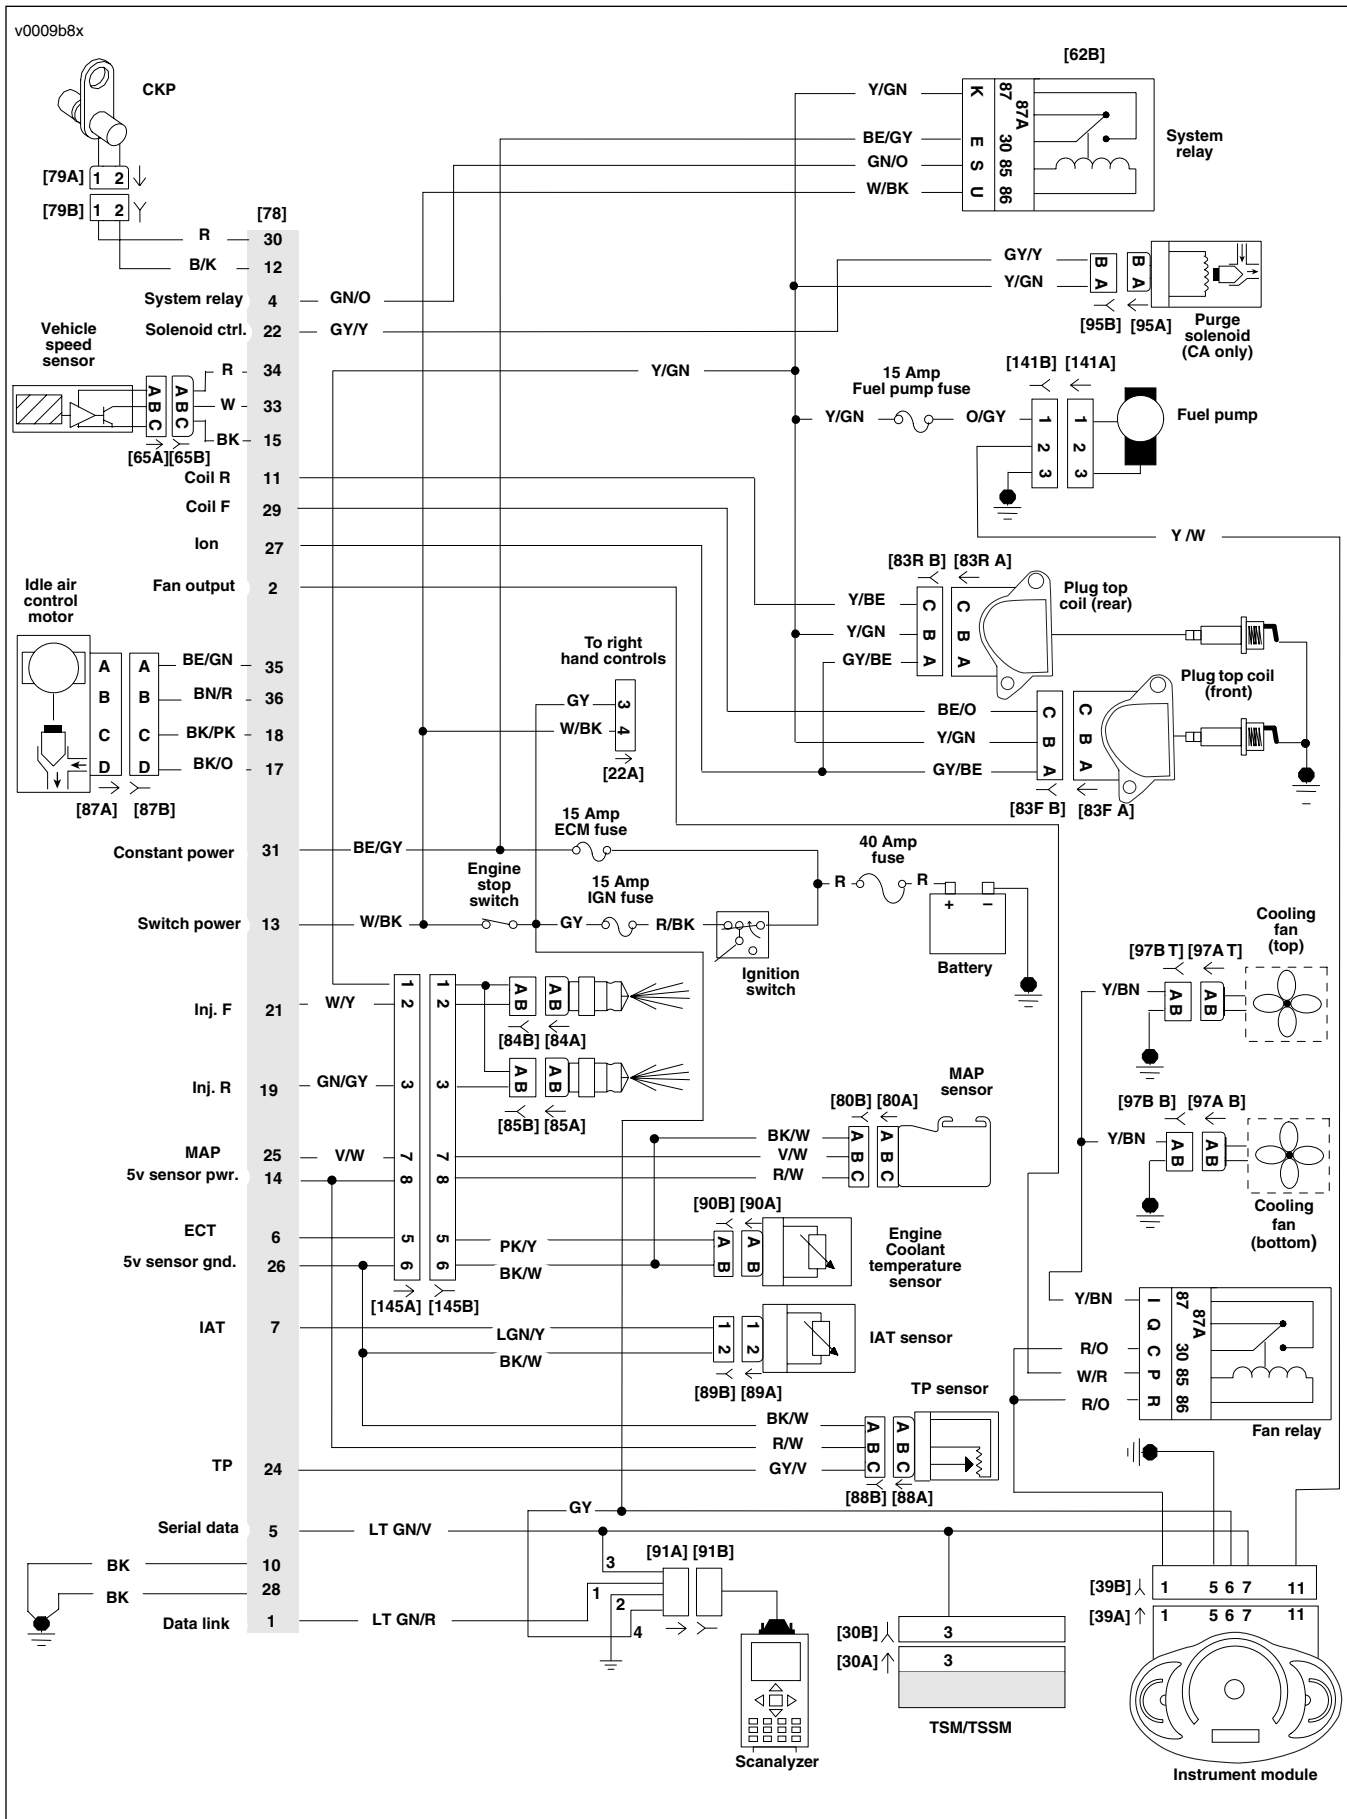 v0009b8x
[62B]
CKP
Y/GN K 87
87A
BE/GY E 30
System
relay
GN/O S 85
W/BK U 86
[79A] 1 2
[79B] 1 2
[78]
R 30
B/K 12
System relay 4 GN/O
Solenoid ctrl. 22 GY/Y
GY/Y B B
Y/GN A A
[95B] [95A]
Purge
solenoid
(CA only)
Vehicle
speed
sensor
A A R 34
B B W 33
C C BK 15
[65A] [65B]
Y/GN
15 Amp
Fuel pump fuse
[141B] [141A]
Y/GN O/GY 1 1
2 2
3 3
Fuel pump
Coil R 11
Coil F 29
Ion 27
Fan output 2
Y /W
[83R B] [83R A]
Y/BE C C
Y/GN B B
GY/BE A A
Plug top
coil (rear)
Idle air
control
motor
A A BE/GN 35
B B BN/R 36
C C BK/PK 18
D D BK/O 17
[87A] [87B]
To right
hand controls
GY 3
W/BK 4
[22A]
Plug top coil
(front)
BE/O C C
Y/GN B B
GY/BE A A
[83F B] [83F A]
15 Amp
ECM fuse
40 Amp
fuse
Constant power 31 BE/GY
Engine
stop
switch
15 Amp
IGN fuse
R R
+ −
Battery
Switch power 13 W/BK GY R/BK
Ignition
switch
Cooling
fan
(top)
[97B T] [97A T]
Y/BN A A
B B
Inj. F 21 W/Y
1 1
2 2
A A
B B
[84B] [84A]
Inj. R 19 GN/GY 3 3
A A
B B
[85B] [85A]
MAP
sensor
[80B] [80A]
BK/W A A
V/W B B
R/W C C
[97B B] [97A B]
Y/BN A A
B B
Cooling
fan
(bottom)
MAP 25 V/W 7 7
5v sensor pwr. 14 8 8
ECT 6 5 5 PK/Y
5v sensor gnd. 26 6 6 BK/W
[145A] [145B]
[90B] [90A]
A A
B B
Engine
Coolant
temperature
sensor
IAT 7 LGN/Y 1 1
BK/W 2 2
[89B] [89A]
IAT sensor
Y/BN I 87
Q 87A
R/O C 30
W/R P 85
R/O R 86
Fan relay
TP sensor
BK/W A A
R/W B B
TP 24 GY/V C C
[88B] [88A]
GY
Serial data 5 LT GN/V
BK 10
BK 28
Data link 1 LT GN/R
3
1
2
4
[91A] [91B]
Scanalyzer
[30B] 3
[30A] 3
TSM/TSSM
[39B] 1 5 6 7 11
[39A] 1 5 6 7 11
Instrument module